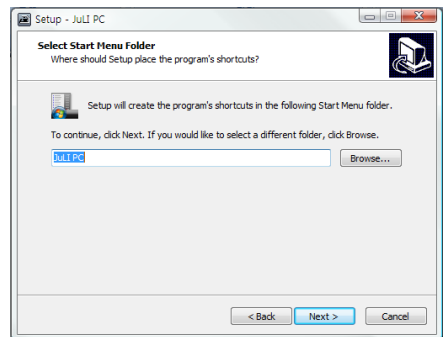 Setup - JuLI PC
Select Start Menu Folder
Where should Setup place the program's shortcuts?
Setup will create the program's shortcuts in the following Start Menu folder.
To continue, click Next. If you would like to select a different folder, click Browse.
JuLI PC
Browse...
< Back
Next >
Cancel